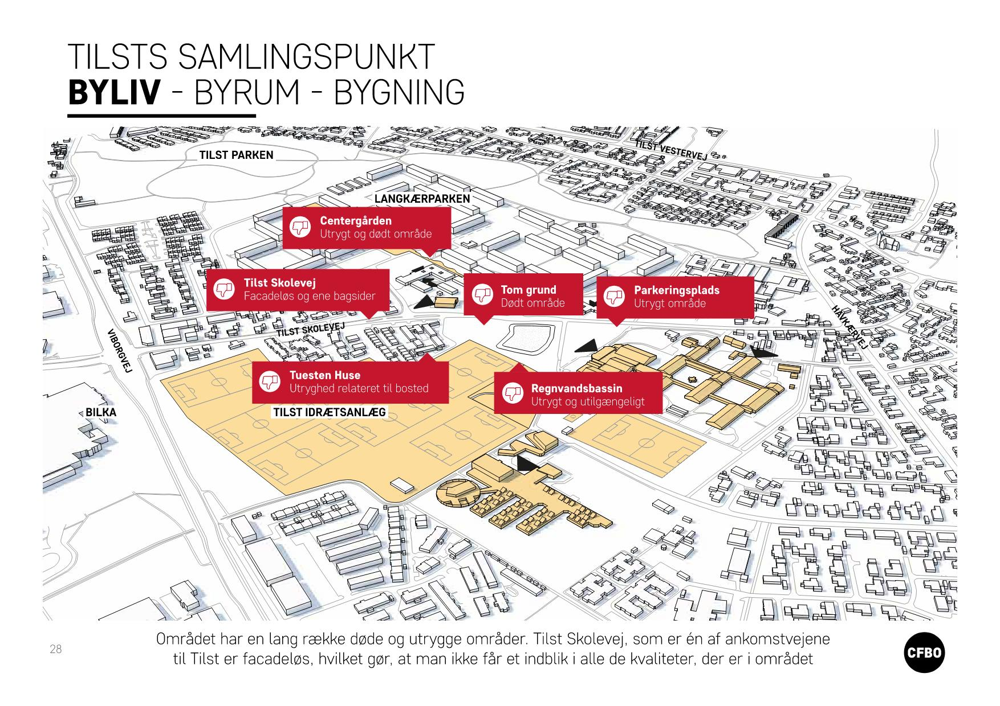 TILSTS SAMLINGSPUNKT
BYLIV - BYRUM - BYGNING
TILST PARKEN
TILST VESTERVEJ
LANGKÆRPARKEN
Centergården
Utrygt og dødt område
Tilst Skolevej
Facadeløs og ene bagsider
Tom grund
Dødt område
Parkeringsplads
Utrygt område
HAVKÆRVEJ
TILST SKOLEVEJ
VIBORGVEJ
Tuesten Huse
Utryghed relateret til bosted
Regnvandsbassin
Utrygt og utilgængeligt
BILKA
TILST IDRÆTSANLÆG
Området har en lang række døde og utrygge områder. Tilst Skolevej, som er én af ankomstvejene
til Tilst er facadeløs, hvilket gør, at man ikke får et indblik i alle de kvaliteter, der er i området
28
CFBO